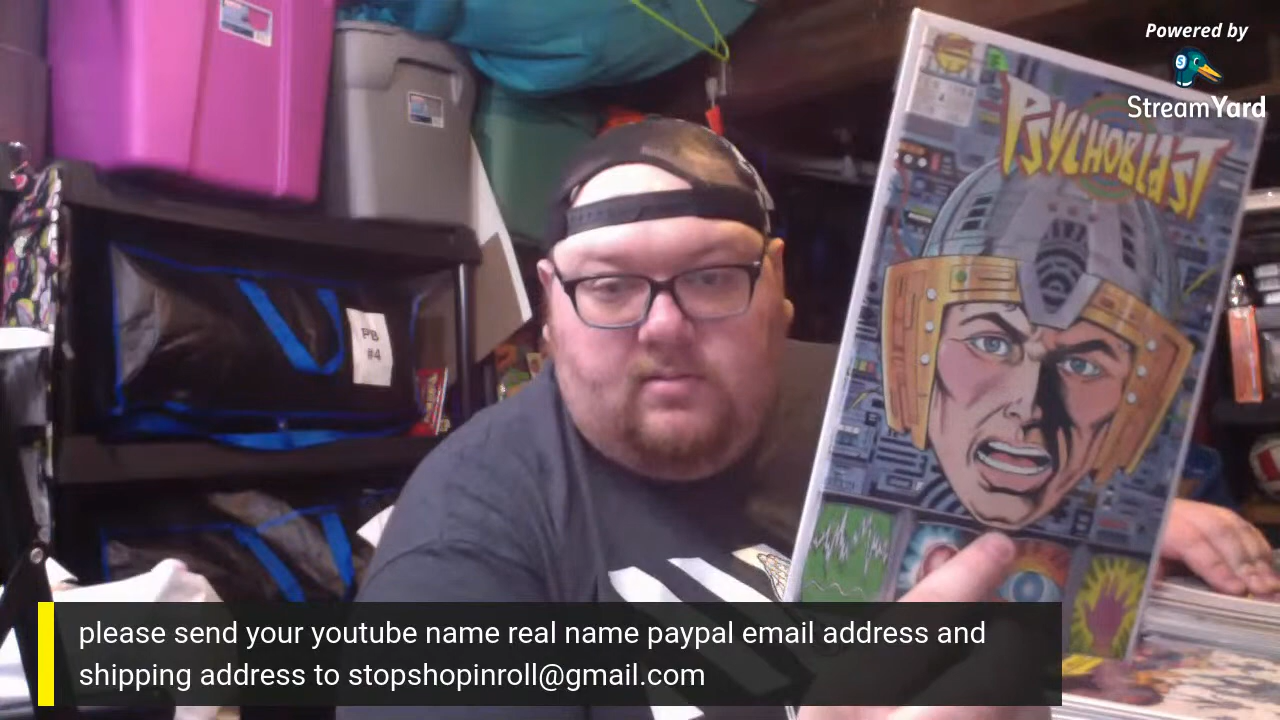 Powered by
StreamYard
PSYCHOBLAST
PB
#4
please send your youtube name real name paypal email address and
shipping address to stopshopinroll@gmail.com